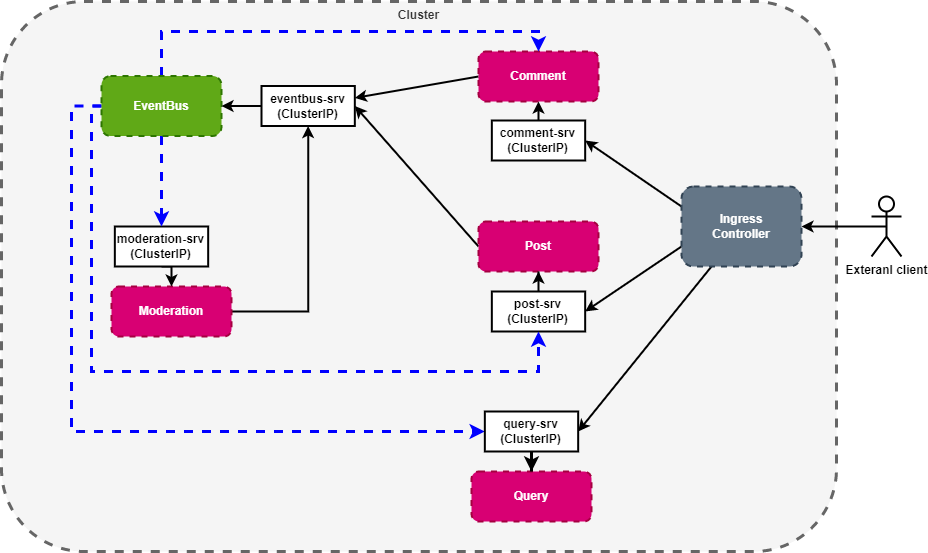 Cluster
Comment
EventBus
eventbus-srv
(ClusterIP)
comment-srv
(ClusterIP)
Ingress
Controller
moderation-srv
(ClusterIP)
Post
Exteranl client
Moderation
post-srv
(ClusterIP)
query-srv
(ClusterIP)
Query